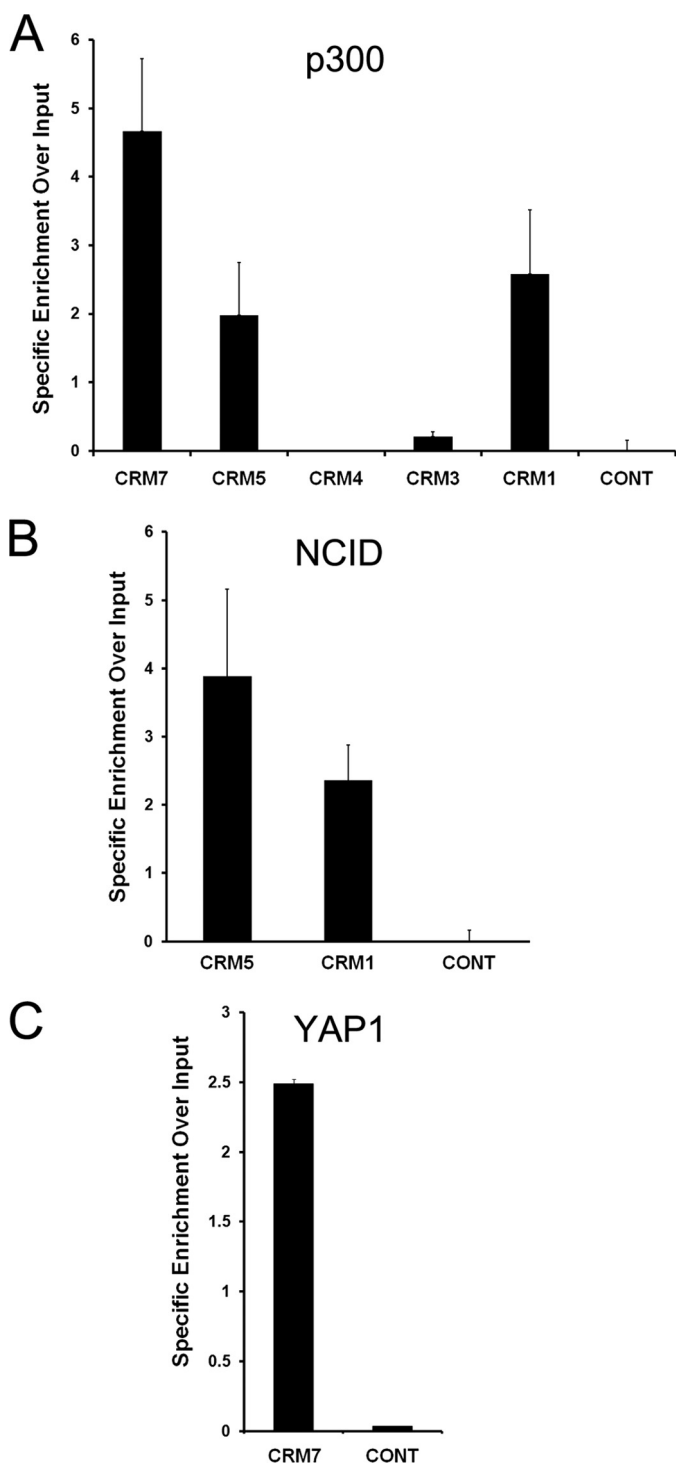 A
p300
Specific Enrichment Over Input
6
5
4
3
2
1
0
CRM7 CRM5 CRM4 CRM3 CRM1 CONT
B
NCID
Specific Enrichment Over Input
6
5
4
3
2
1
0
CRM5 CRM1 CONT
C
YAP1
Specific Enrichment Over Input
3
2.5
2
1.5
1
0.5
0
CRM7 CONT